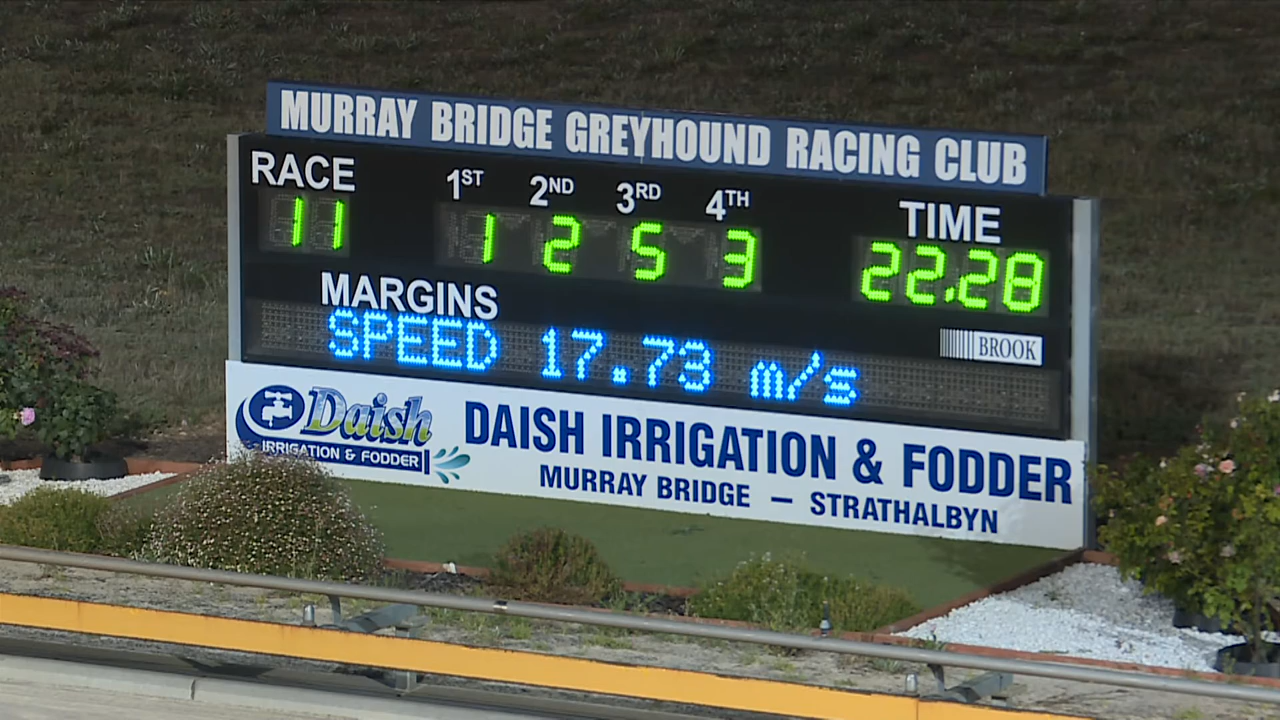 MURRAY BRIDGE GREYHOUND RACING CLUB
RACE 1ST 2ND 3RD 4TH TIME
11 1 2 5 3 22.28
MARGINS
SPEED 17.73 m/s
BROOK
Daish
IRRIGATION & FODDER
DAISH IRRIGATION & FODDER
MURRAY BRIDGE – STRATHALBYN